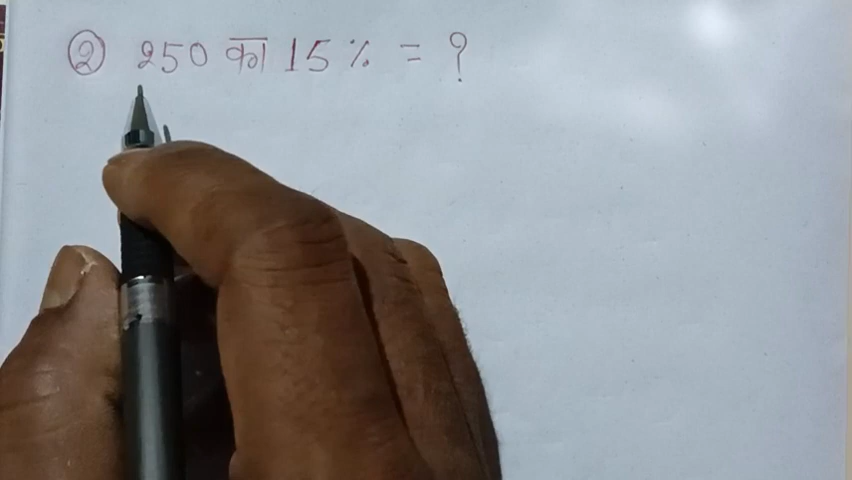 ② 250 का 15% = ?